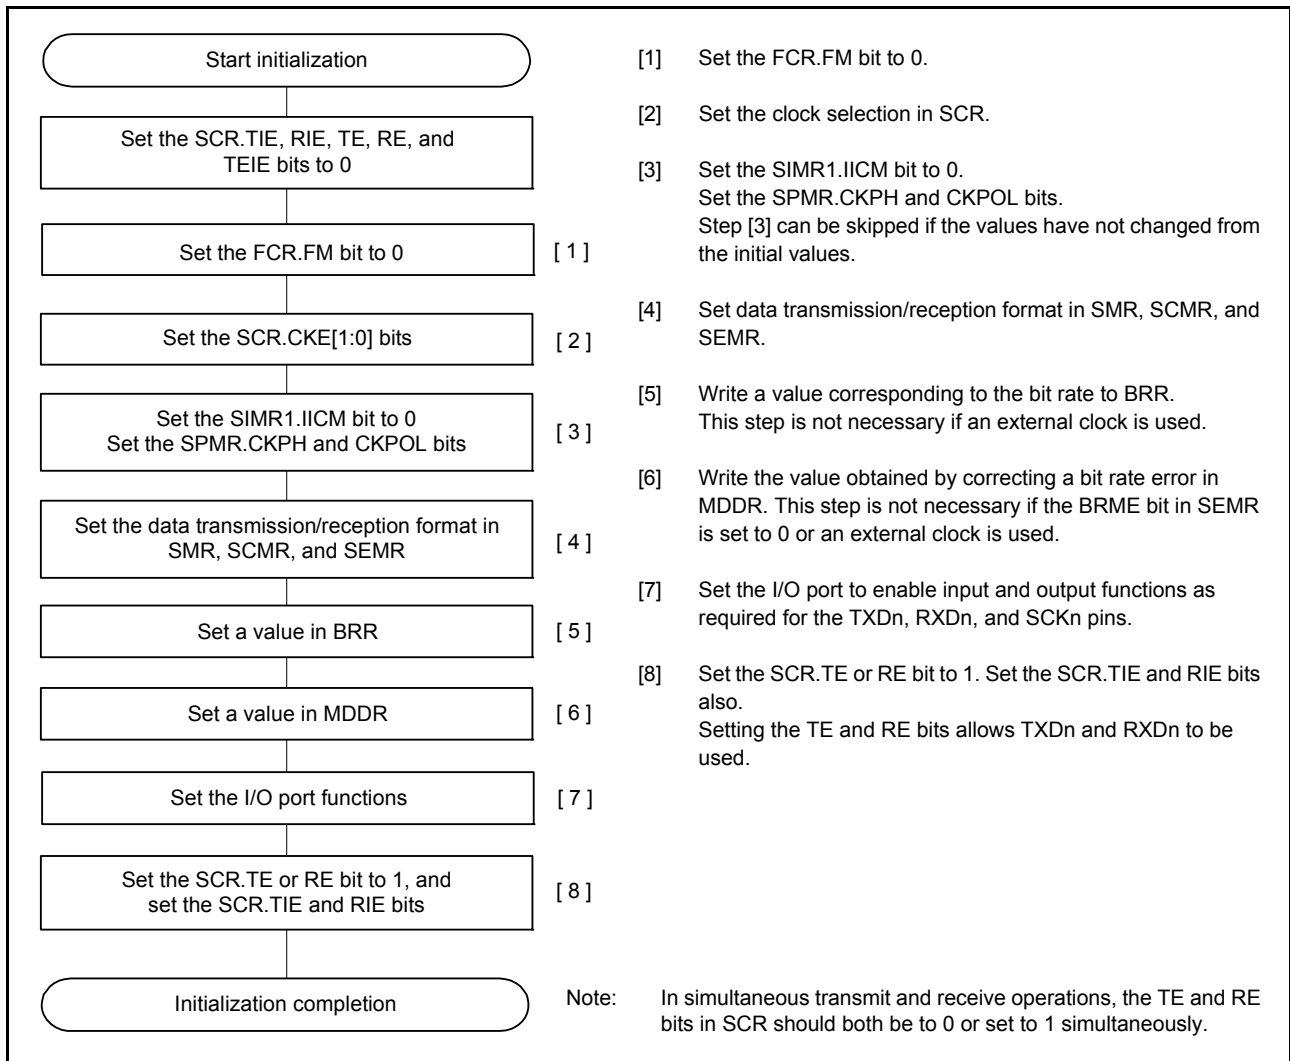 Start initialization
Set the SCR.TIE, RIE, TE, RE, and
TEIE bits to 0
Set the FCR.FM bit to 0
[ 1 ]
Set the SCR.CKE[1:0] bits
[ 2 ]
Set the SIMR1.IICM bit to 0
Set the SPMR.CKPH and CKPOL bits
[ 3 ]
Set the data transmission/reception format in
SMR, SCMR, and SEMR
[ 4 ]
Set a value in BRR
[ 5 ]
Set a value in MDDR
[ 6 ]
Set the I/O port functions
[ 7 ]
Set the SCR.TE or RE bit to 1, and
set the SCR.TIE and RIE bits
[ 8 ]
Initialization completion
[1] Set the FCR.FM bit to 0.
[2] Set the clock selection in SCR.
[3] Set the SIMR1.IICM bit to 0.
Set the SPMR.CKPH and CKPOL bits.
Step [3] can be skipped if the values have not changed from
the initial values.
[4] Set data transmission/reception format in SMR, SCMR, and
SEMR.
[5] Write a value corresponding to the bit rate to BRR.
This step is not necessary if an external clock is used.
[6] Write the value obtained by correcting a bit rate error in
MDDR. This step is not necessary if the BRME bit in SEMR
is set to 0 or an external clock is used.
[7] Set the I/O port to enable input and output functions as
required for the TXDn, RXDn, and SCKn pins.
[8] Set the SCR.TE or RE bit to 1. Set the SCR.TIE and RIE bits
also.
Setting the TE and RE bits allows TXDn and RXDn to be
used.
Note: In simultaneous transmit and receive operations, the TE and RE
bits in SCR should both be to 0 or set to 1 simultaneously.